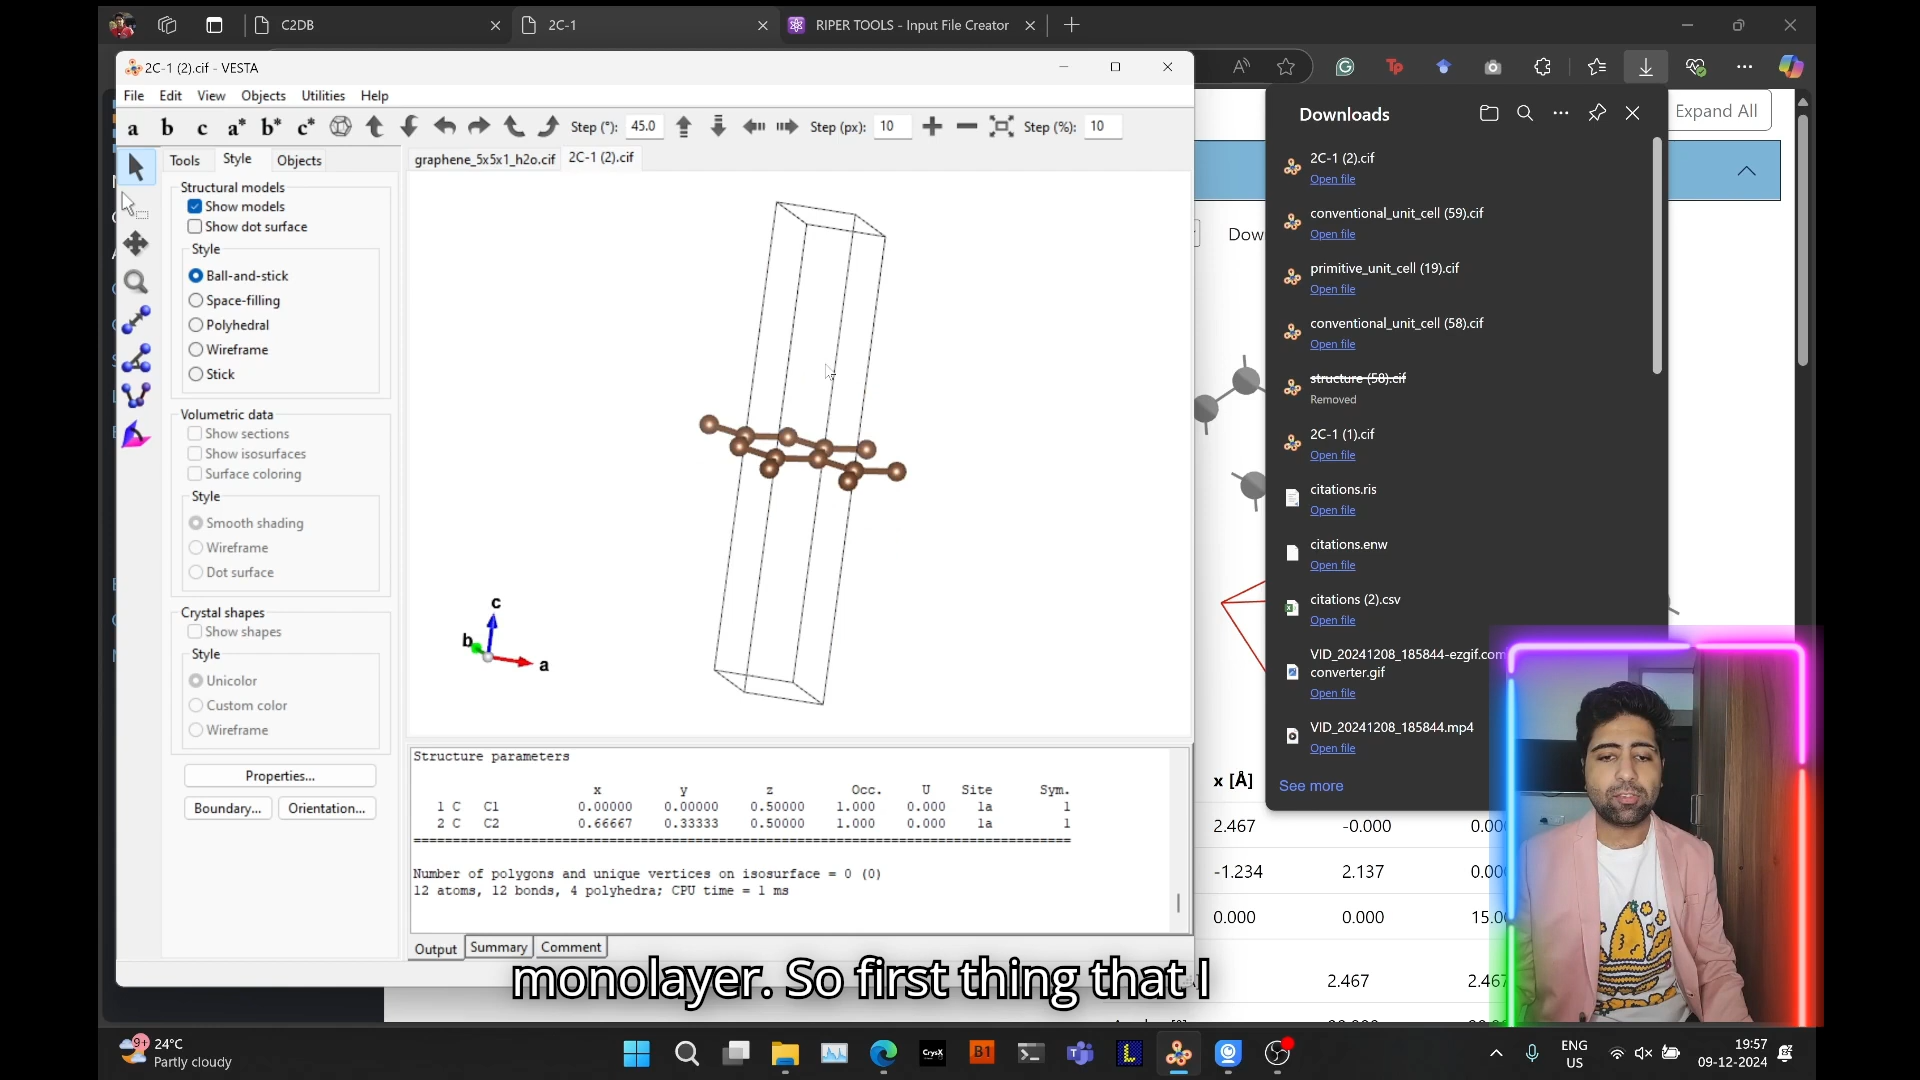 C2DB
2C-1
RIPER TOOLS - Input File Creator
2C-1 (2).cif - VESTA
File Edit View Objects Utilities Help
a b c a* b* c* Step (°): 45.0 Step (px): 10 Step (%): 10
Tools Style Objects
graphene_5x5x1_h2o.cif 2C-1 (2).cif
Structural models
Show models
Show dot surface
Style
Ball-and-stick
Space-filling
Polyhedral
Wireframe
Stick
Volumetric data
Show sections
Show isosurfaces
Surface coloring
Style
Smooth shading
Wireframe
Dot surface
Crystal shapes
Show shapes
Style
Unicolor
Custom color
Wireframe
Properties...
Boundary... Orientation...
c
b
a
Structure parameters
x y z Occ. U Site Sym.
1 C C1 0.00000 0.00000 0.50000 1.000 0.000 1a 1
2 C C2 0.66667 0.33333 0.50000 1.000 0.000 1a 1
Number of polygons and unique vertices on isosurface = 0 (0)
12 atoms, 12 bonds, 4 polyhedra; CPU time = 1 ms
Output Summary Comment
Downloads
Expand All
2C-1 (2).cif
Open file
conventional_unit_cell (59).cif
Open file
primitive_unit_cell (19).cif
Open file
conventional_unit_cell (58).cif
Open file
structure (50).cif
Removed
2C-1 (1).cif
Open file
citations.ris
Open file
citations.enw
Open file
citations (2).csv
Open file
VID_20241208_185844-ezgif.com
converter.gif
Open file
VID_20241208_185844.mp4
Open file
See more
Dow
x [Å]
2.467 -0.000 0.00
-1.234 2.137 0.00
0.000 0.000 15.0
2.467 2.467
monolayer. So first thing that I
24°C
Partly cloudy
CrysX
B1
ENG
US
19:57
09-12-2024